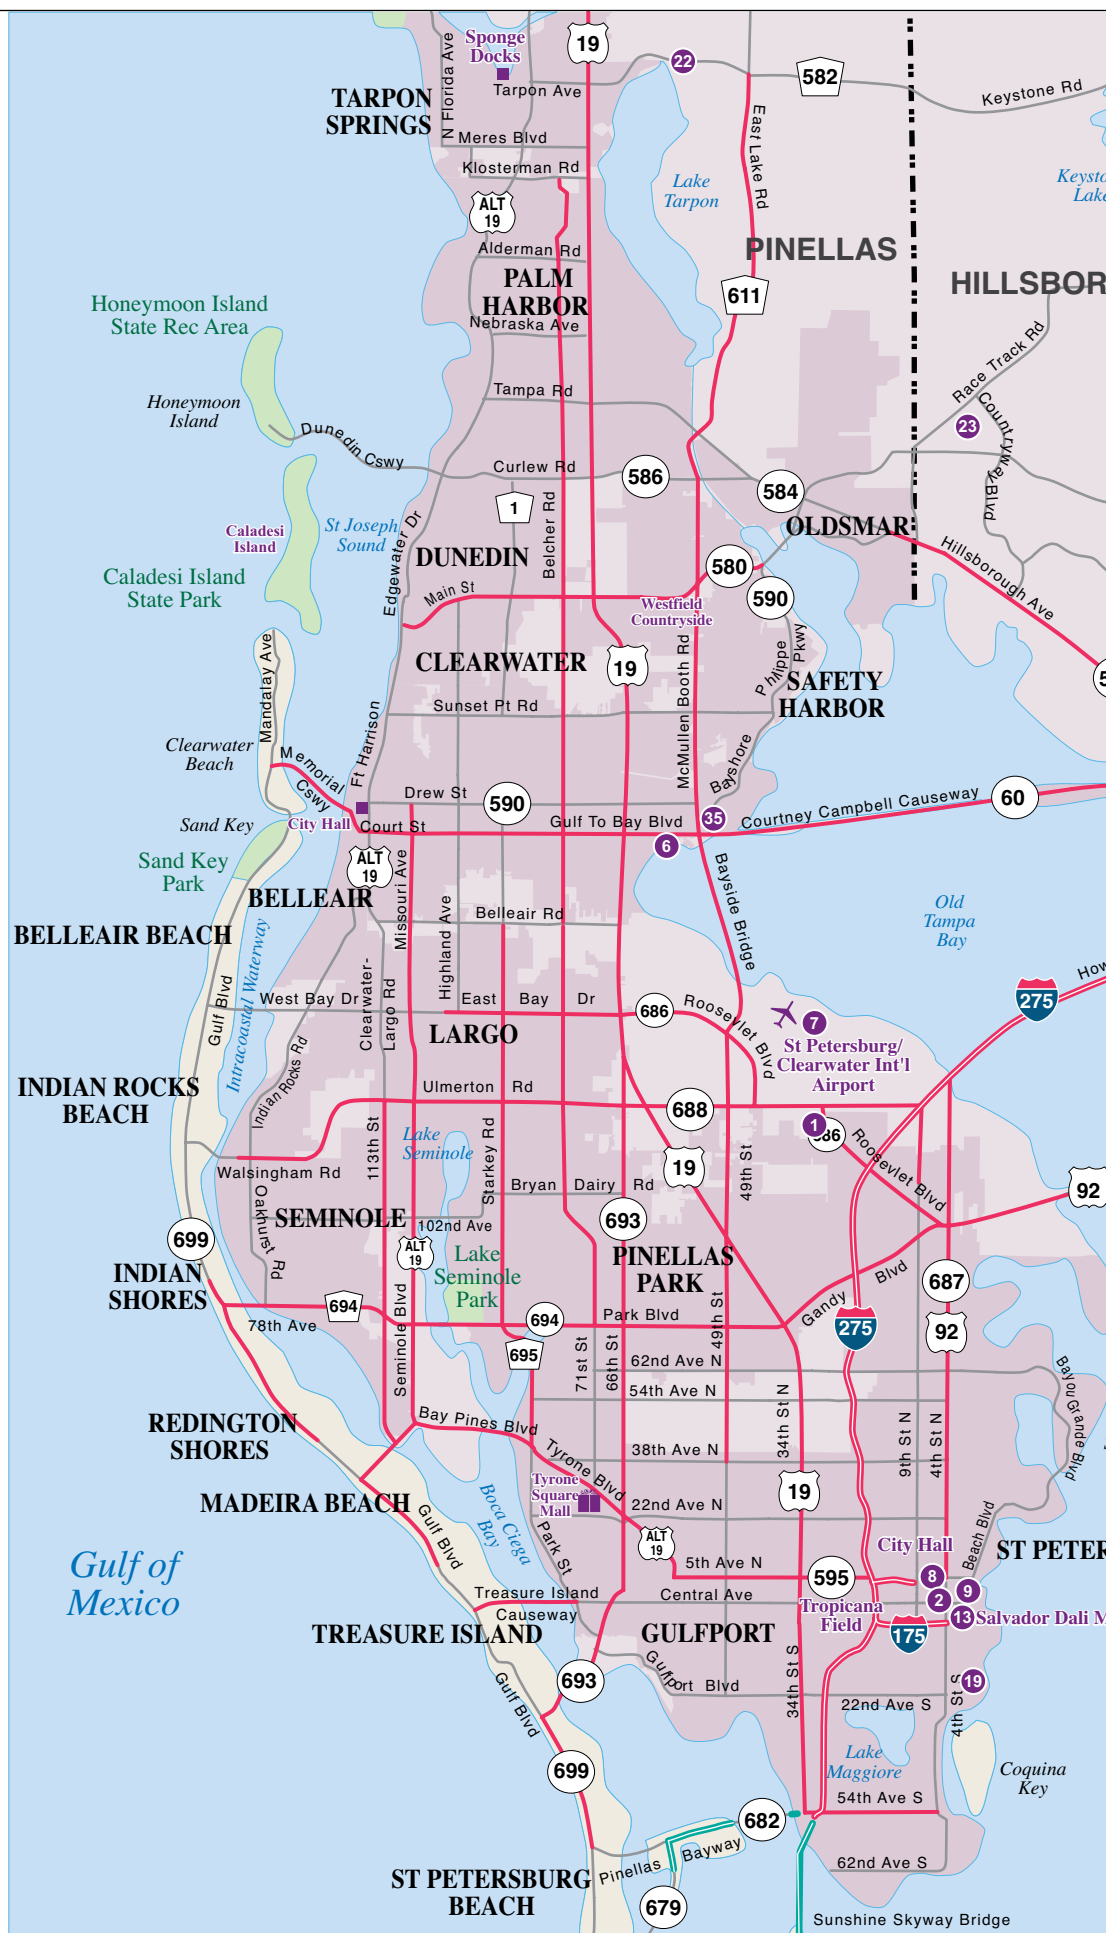 Sponge
Docks
19
22
582
Keystone Rd
N Florida Ave
Tarpon Ave
TARPON
SPRINGS
Meres Blvd
Klosterman Rd
East Lake Rd
Lake
Tarpon
ALT
19
Alderman Rd
PINELLAS
PALM
HARBOR
611
Honeymoon Island
State Rec Area
Nebraska Ave
Race Track Rd
Tampa Rd
Honeymoon
Island
Countryway Blvd
23
Dunedin Cswy
Curlew Rd
586
584
1
Belcher Rd
Caladesi
Island
St Joseph
Sound
Edgewater Dr
OLDSMAR
DUNEDIN
Hillsborough Ave
Caladesi Island
State Park
580
Main St
590
Westfield
Countryside
Mandalay Ave
CLEARWATER
19
McMullen Booth Rd
Philippe Pkwy
SAFETY
HARBOR
Sunset Pt Rd
Ft Harrison
Clearwater
Beach
Memorial
Cswy
Bayshore
Drew St
590
60
Courtney Campbell Causeway
Sand Key
City Hall
Court St
Gulf To Bay Blvd
35
6
Sand Key
Park
ALT
19
Missouri Ave
Bayside Bridge
BELLEAIR
Belleair Rd
Old
Tampa
Bay
BELLEAIR BEACH
Highland Ave
Intracoastal Waterway
Gulf Blvd
West Bay Dr
Clearwater-
Largo Rd
East Bay Dr
686
Roosevlet Blvd
275
7
LARGO
St Petersburg/
Clearwater Int'l
Airport
Indian Rocks Rd
INDIAN ROCKS
BEACH
Ulmerton Rd
688
1
Lake
Seminole
113th St
Starkey Rd
Roosevlet Blvd
Walsingham Rd
19
49th St
Bryan Dairy Rd
92
Oakhurst Rd
SEMINOLE
102nd Ave
693
699
ALT
19
Lake
Seminole
Park
PINELLAS
PARK
INDIAN
SHORES
687
694
694
Park Blvd
Gandy Blvd
275
92
78th Ave
Seminole Blvd
695
71st St
66th St
49th St
62nd Ave N
54th Ave N
34th St N
9th St N
4th St N
Bayou Grande Blvd
REDINGTON
SHORES
Bay Pines Blvd
38th Ave N
Tyrone Blvd
Tyrone
Square
Mall
19
MADEIRA BEACH
Boca Ciega
Bay
22nd Ave N
Gulf Blvd
Park St
ALT
19
Beach Blvd
City Hall
Gulf of
Mexico
5th Ave N
595
8
9
2
Treasure Island
Causeway
Central Ave
Tropicana
Field
13
TREASURE ISLAND
GULFPORT
175
Gulfport Blvd
693
34th St S
19
Gulf Blvd
22nd Ave S
4th St S
Lake
Maggiore
699
Coquina
Key
54th Ave S
682
62nd Ave S
ST PETERSBURG
BEACH
Pinellas Bayway
679
Sunshine Skyway Bridge